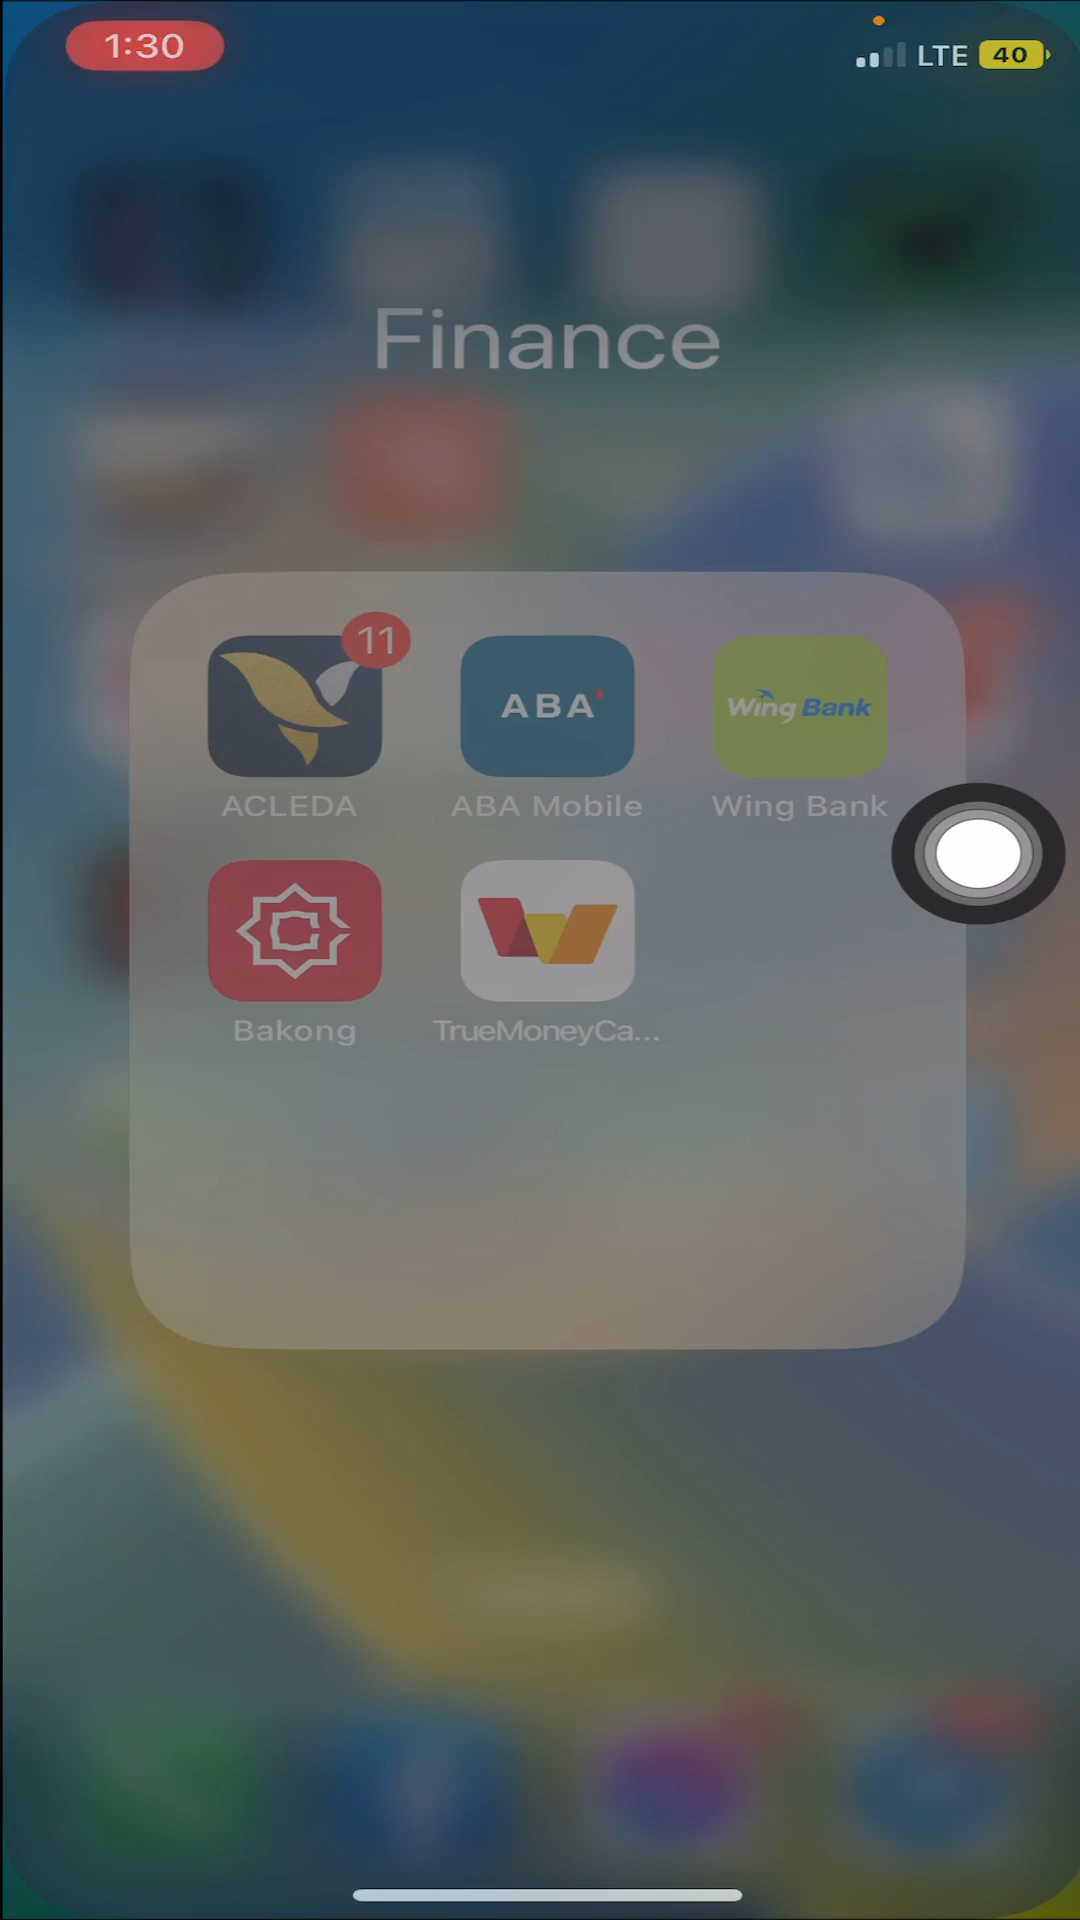 1:30
LTE 40
Finance
11
ABA'
Wing Bank
ACLEDA
ABA Mobile
Wing Bank
Bakong
TrueMoneyCa...